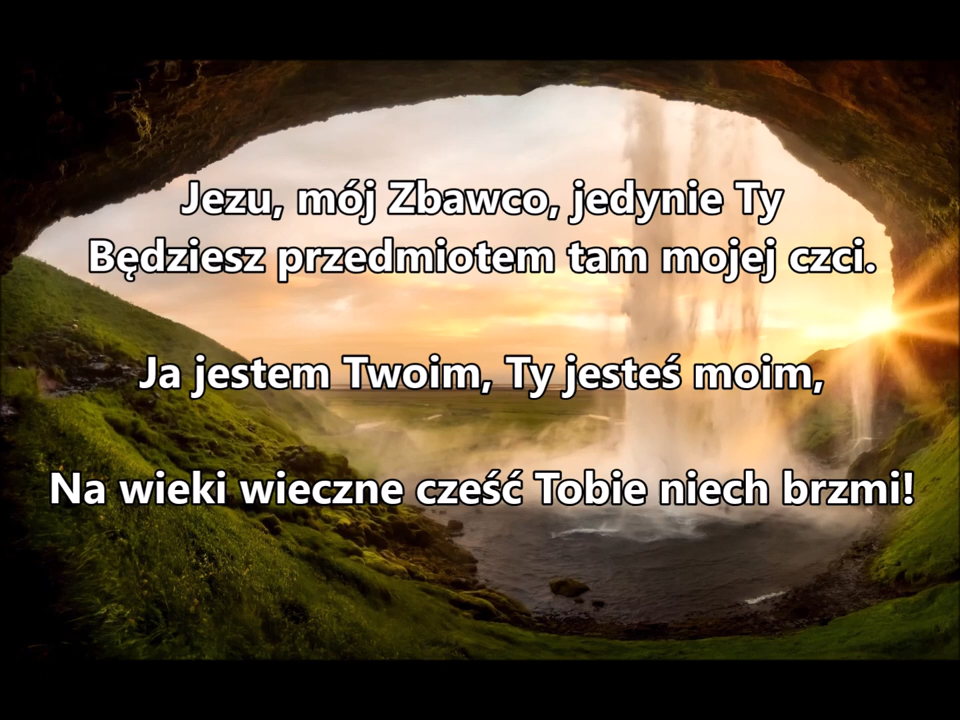 Jezu, mój Zbawco, jedynie Ty
Będziesz przedmiotem tam mojej czci.
Ja jestem Twoim, Ty jesteś moim,
Na wieki wieczne cześć Tobie niech brzmi!